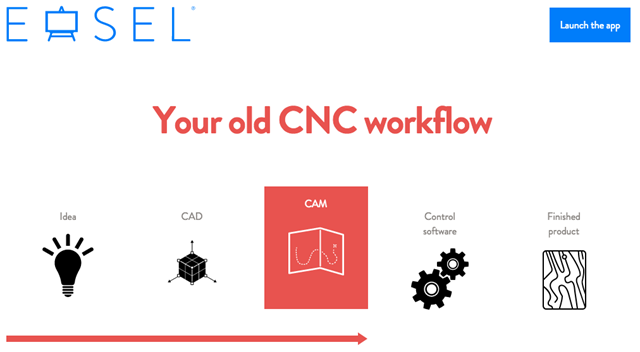 EASEL
Launch the app
Your old CNC workflow
Idea
CAD
CAM
Control
software
Finished
product